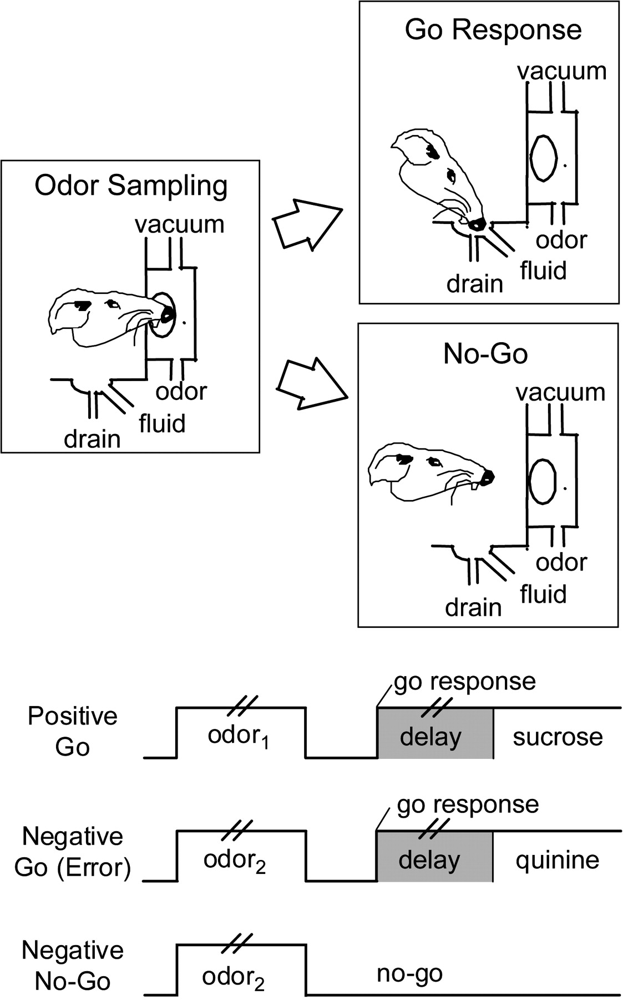 Go Response
vacuum
odor
fluid
drain
Odor Sampling
vacuum
odor
fluid
drain
No-Go
vacuum
odor
fluid
drain
go response
Positive
Go
odor₁
delay
sucrose
go response
Negative
Go (Error)
odor₂
delay
quinine
Negative
No-Go
odor₂
no-go